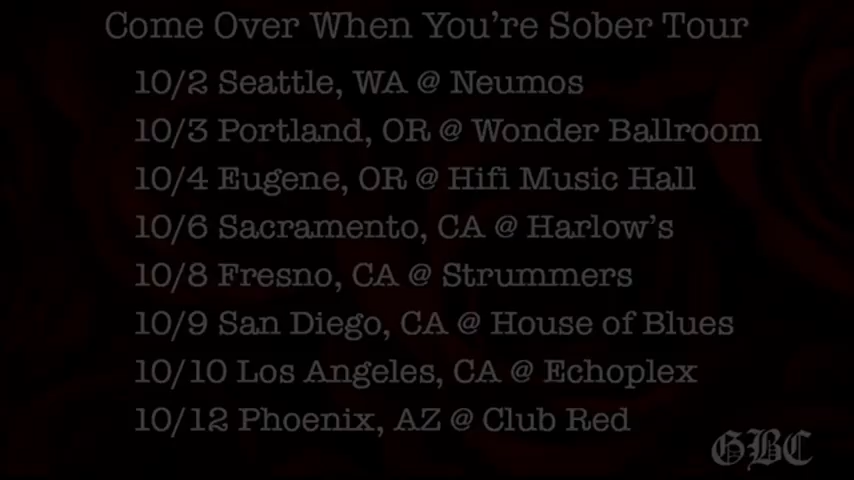 Come Over When You're Sober Tour
10/2 Seattle, WA @ Neumos
10/3 Portland, OR @ Wonder Ballroom
10/4 Eugene, OR @ Hifi Music Hall
10/6 Sacramento, CA @ Harlow's
10/8 Fresno, CA @ Strummers
10/9 San Diego, CA @ House of Blues
10/10 Los Angeles, CA @ Echoplex
10/12 Phoenix, AZ @ Club Red
GBC